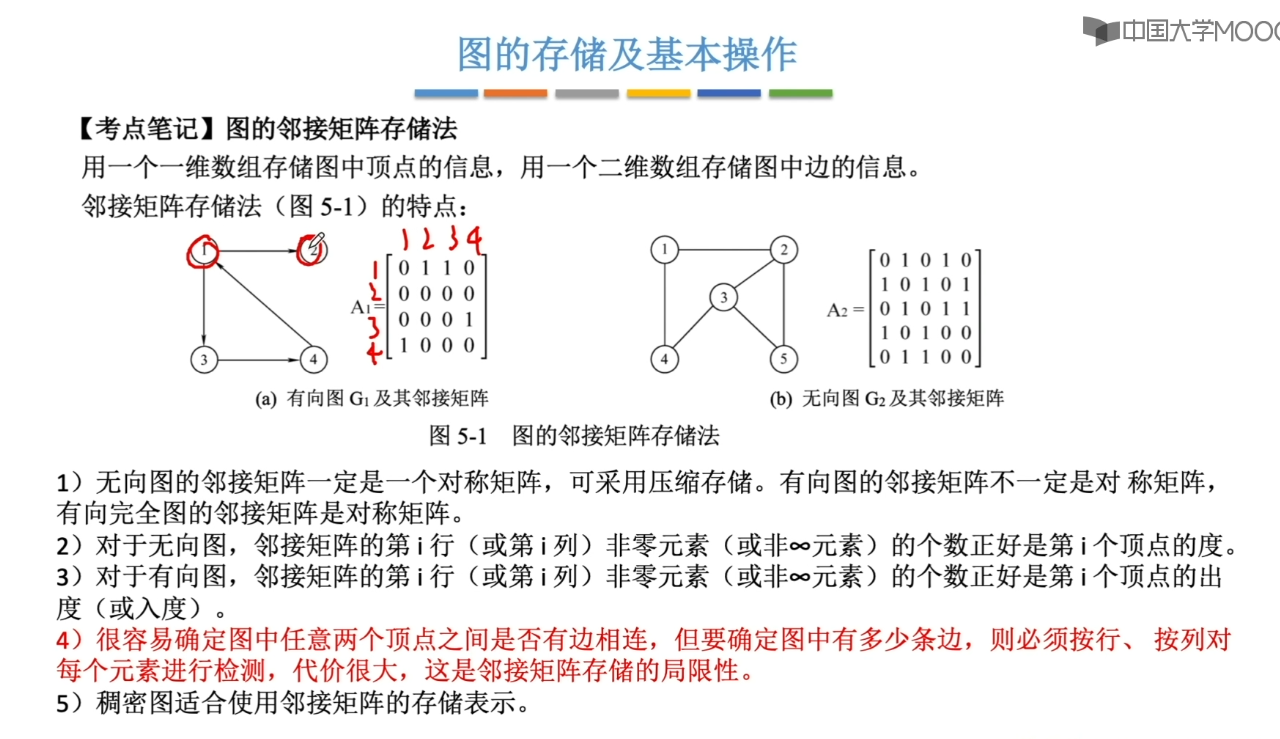 中国大学MOOC
图的存储及基本操作
【考点笔记】图的邻接矩阵存储法
用一个一维数组存储图中顶点的信息，用一个二维数组存储图中边的信息。
邻接矩阵存储法（图 5-1）的特点：
1 2
3 4
1 2 3 4
1
2
3
4
A1=
0 1 1 0
0 0 0 0
0 0 0 1
1 0 0 0
(a) 有向图 G1 及其邻接矩阵
1 2
3
4 5
A2 =
0 1 0 1 0
1 0 1 0 1
0 1 0 1 1
1 0 1 0 0
0 1 1 0 0
(b) 无向图 G2 及其邻接矩阵
图 5-1 图的邻接矩阵存储法
1）无向图的邻接矩阵一定是一个对称矩阵，可采用压缩存储。有向图的邻接矩阵不一定是对 称矩阵，
有向完全图的邻接矩阵是对称矩阵。
2）对于无向图，邻接矩阵的第 i 行（或第 i 列）非零元素（或非∞元素）的个数正好是第 i 个顶点的度。
3）对于有向图，邻接矩阵的第 i 行（或第 i 列）非零元素（或非∞元素）的个数正好是第 i 个顶点的出
度（或入度）。
4）很容易确定图中任意两个顶点之间是否有边相连，但要确定图中有多少条边，则必须按行、 按列对
每个元素进行检测，代价很大，这是邻接矩阵存储的局限性。
5）稠密图适合使用邻接矩阵的存储表示。